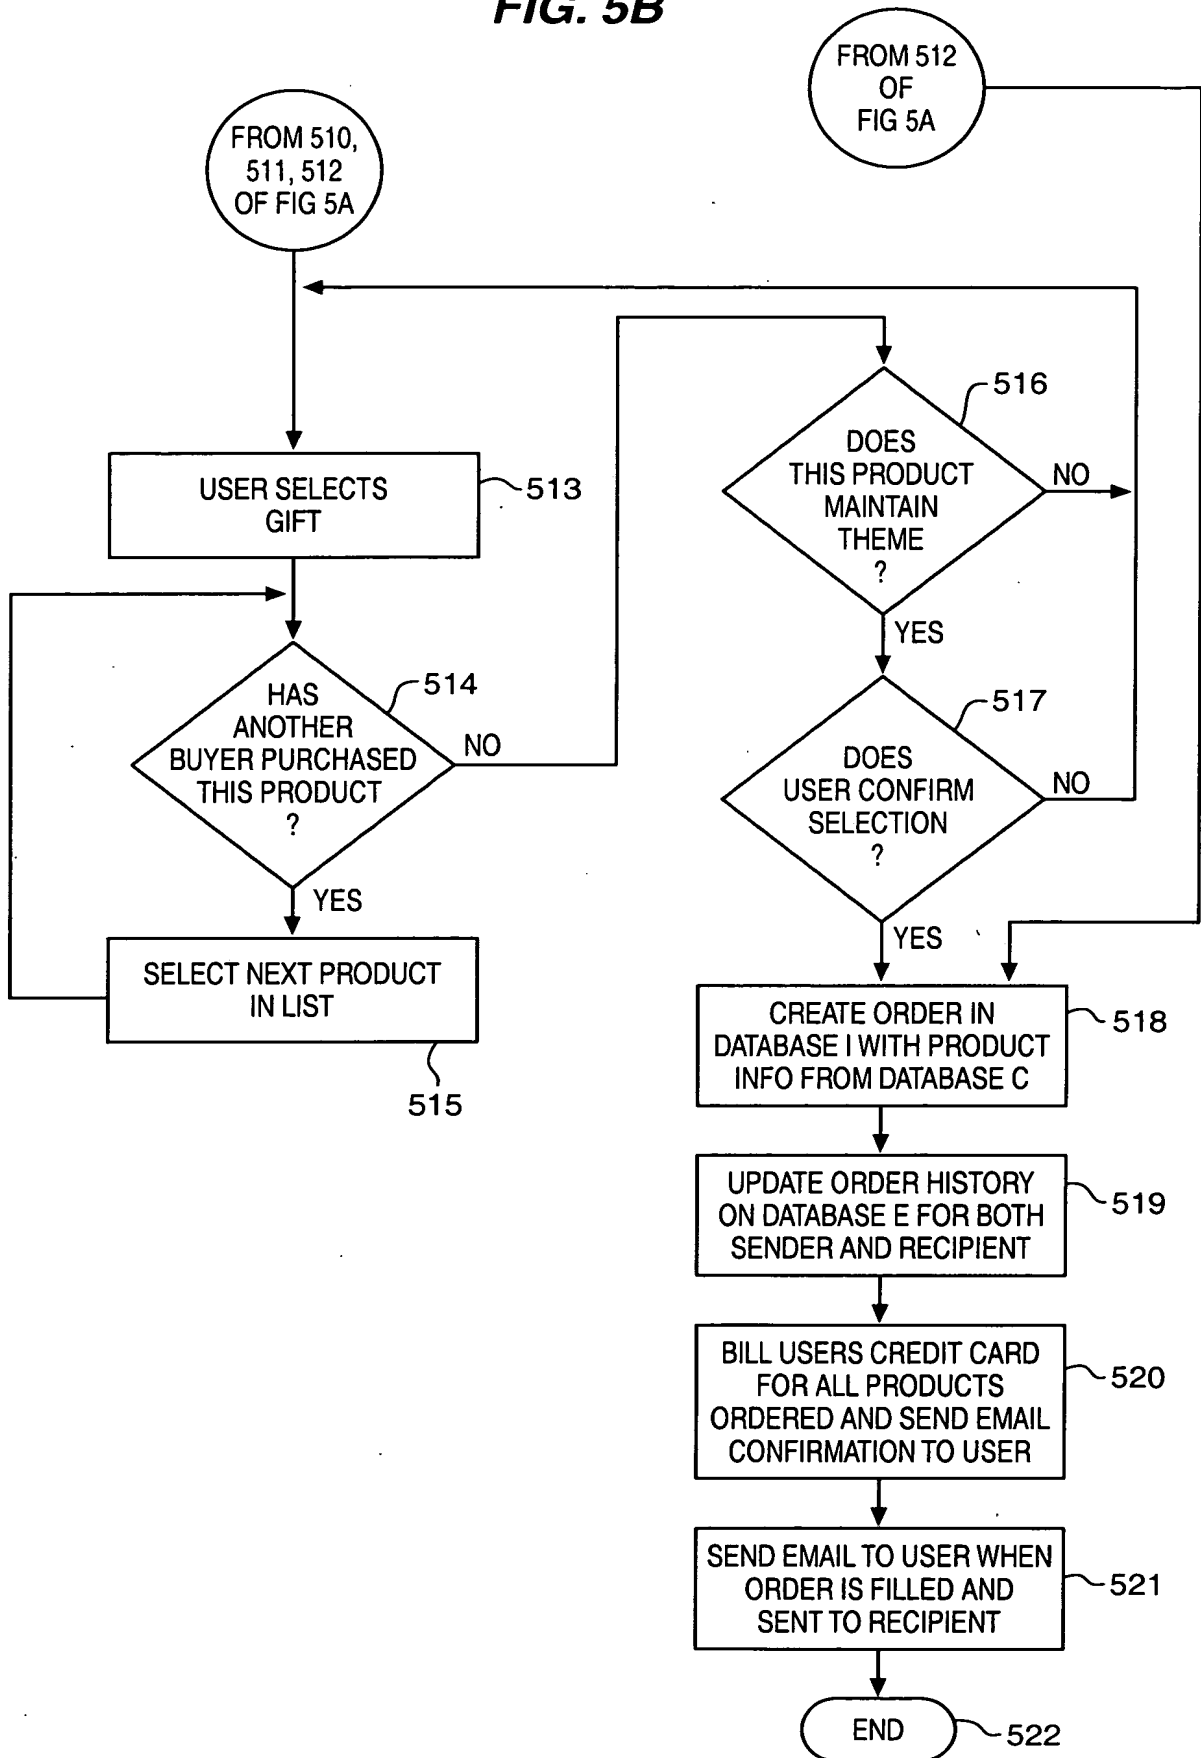 FIG. 5B
FROM 512
OF
FIG 5A
FROM 510,
511, 512
OF FIG 5A
USER SELECTS
GIFT
513
HAS
ANOTHER
BUYER PURCHASED
THIS PRODUCT
?
514
NO
YES
SELECT NEXT PRODUCT
IN LIST
515
DOES
THIS PRODUCT
MAINTAIN
THEME
?
516
NO
YES
DOES
USER CONFIRM
SELECTION
?
517
NO
YES
CREATE ORDER IN
DATABASE I WITH PRODUCT
INFO FROM DATABASE C
518
UPDATE ORDER HISTORY
ON DATABASE E FOR BOTH
SENDER AND RECIPIENT
519
BILL USERS CREDIT CARD
FOR ALL PRODUCTS
ORDERED AND SEND EMAIL
CONFIRMATION TO USER
520
SEND EMAIL TO USER WHEN
ORDER IS FILLED AND
SENT TO RECIPIENT
521
END
522